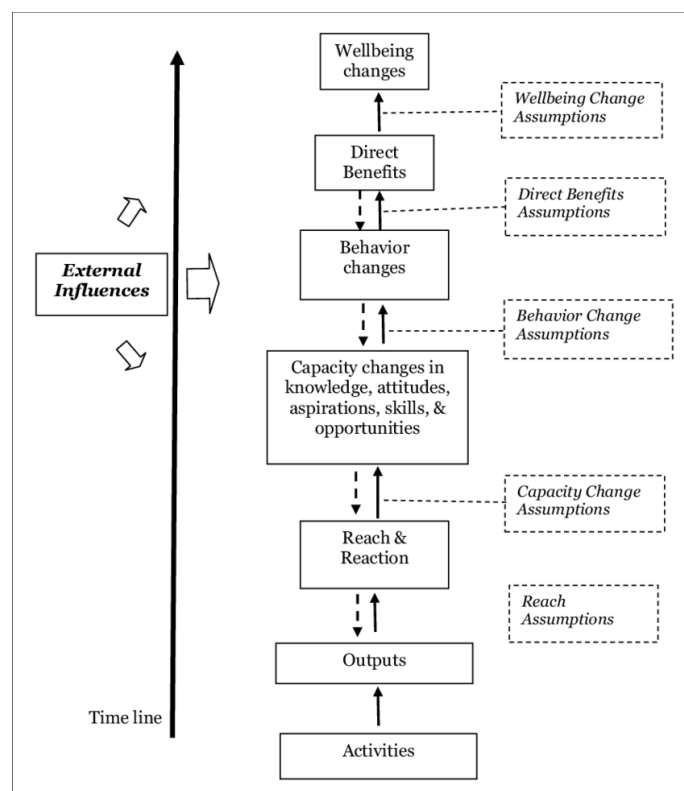 Wellbeing
changes
Wellbeing Change
Assumptions
Direct
Benefits
Direct Benefits
Assumptions
External
Influences
Behavior
changes
Behavior Change
Assumptions
Capacity changes in
knowledge, attitudes,
aspirations, skills, &
opportunities
Capacity Change
Assumptions
Reach &
Reaction
Reach
Assumptions
Outputs
Time line
Activities